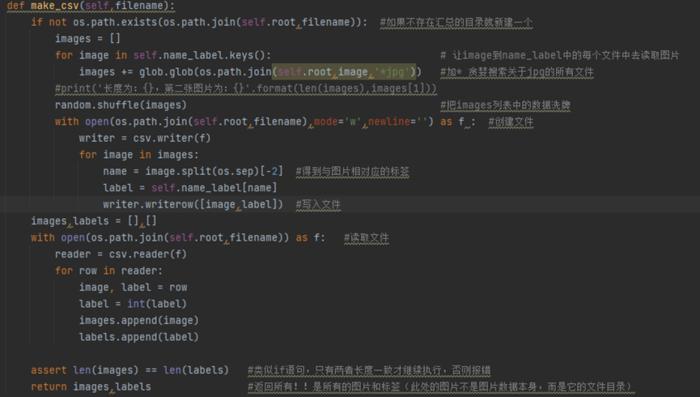 def make_csv(self,filename):
    if not os.path.exists(os.path.join(self.root,filename)):  #如果不存在汇总的目录就新建一个
        images = []
        for image in self.name_label.keys():                  # 让image到name_label中的每个文件中去读取图片
            images += glob.glob(os.path.join(self.root,image,'*jpg'))   #加* 贪婪搜索关于jpg的所有文件
        #print('长度为：{}，第二张图片为：{}'.format(len(images),images[1]))
        random.shuffle(images)                                #把images列表中的数据洗牌
        with open(os.path.join(self.root,filename),mode='w',newline='') as f :  #创建文件
            writer = csv.writer(f)
            for image in images:
                name = image.split(os.sep)[-2]  #得到与图片相对应的标签
                label = self.name_label[name]
                writer.writerow([image,label])  #写入文件
    images,labels = [],[]
    with open(os.path.join(self.root,filename)) as f:   #读取文件
        reader = csv.reader(f)
        for row in reader:
            image, label = row
            label = int(label)
            images.append(image)
            labels.append(label)
    assert len(images) == len(labels)   #类似if语句，只有两者长度一致才继续执行，否则报错
    return images,labels                #返回所有！！是所有的图片和标签（此处的图片不是图片数据本身，而是它的文件目录）